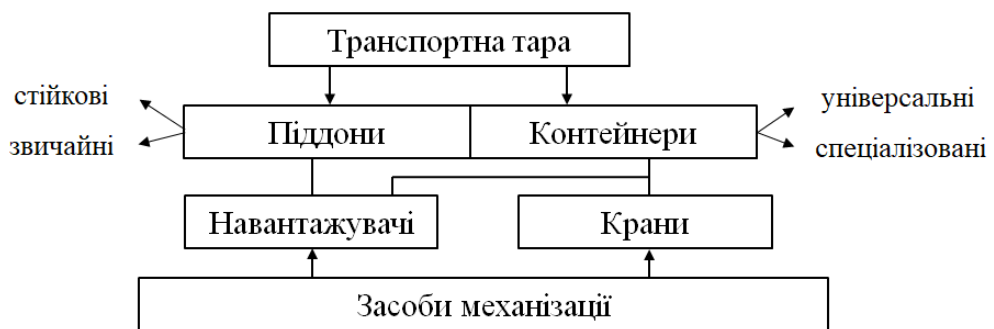 Транспортна тара
стійкові
звичайні
Піддони
Контейнери
універсальні
спеціалізовані
Навантажувачі
Крани
Засоби механізації